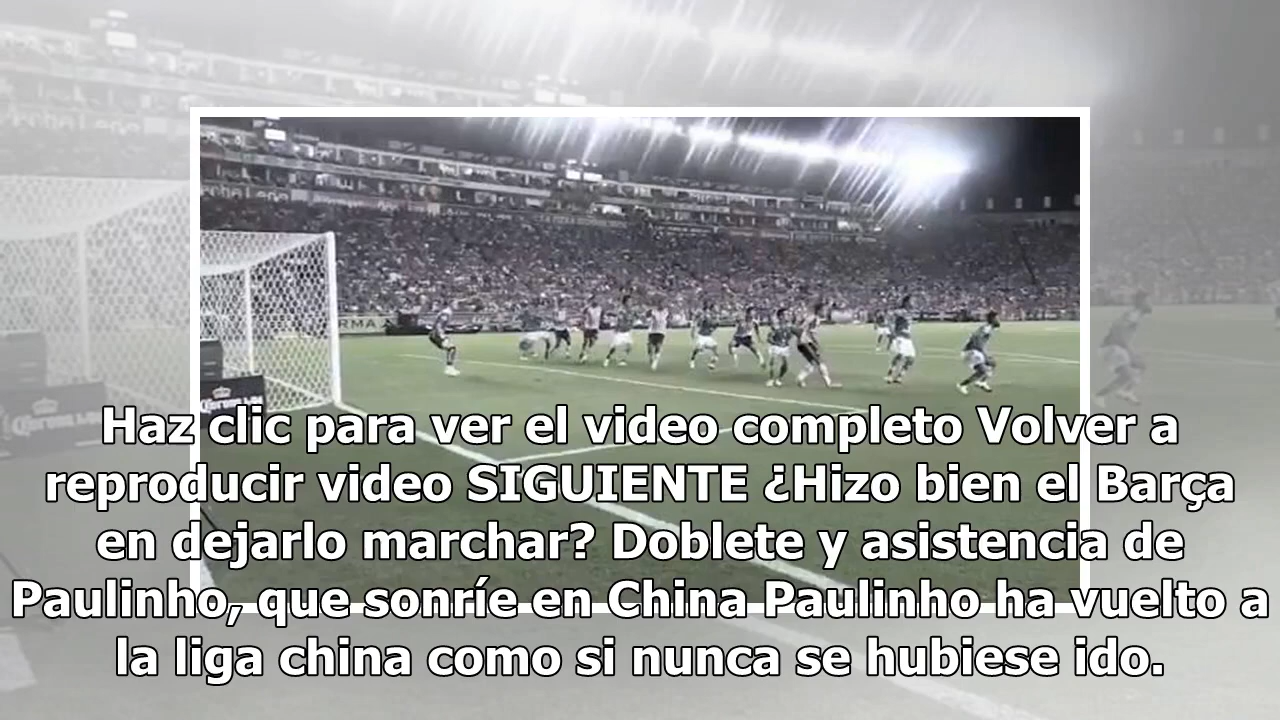 Haz clic para ver el video completo Volver a
reproducir video SIGUIENTE ¿Hizo bien el Barça
en dejarlo marchar? Doblete y asistencia de
Paulinho, que sonríe en China Paulinho ha vuelto a
la liga china como si nunca se hubiese ido.